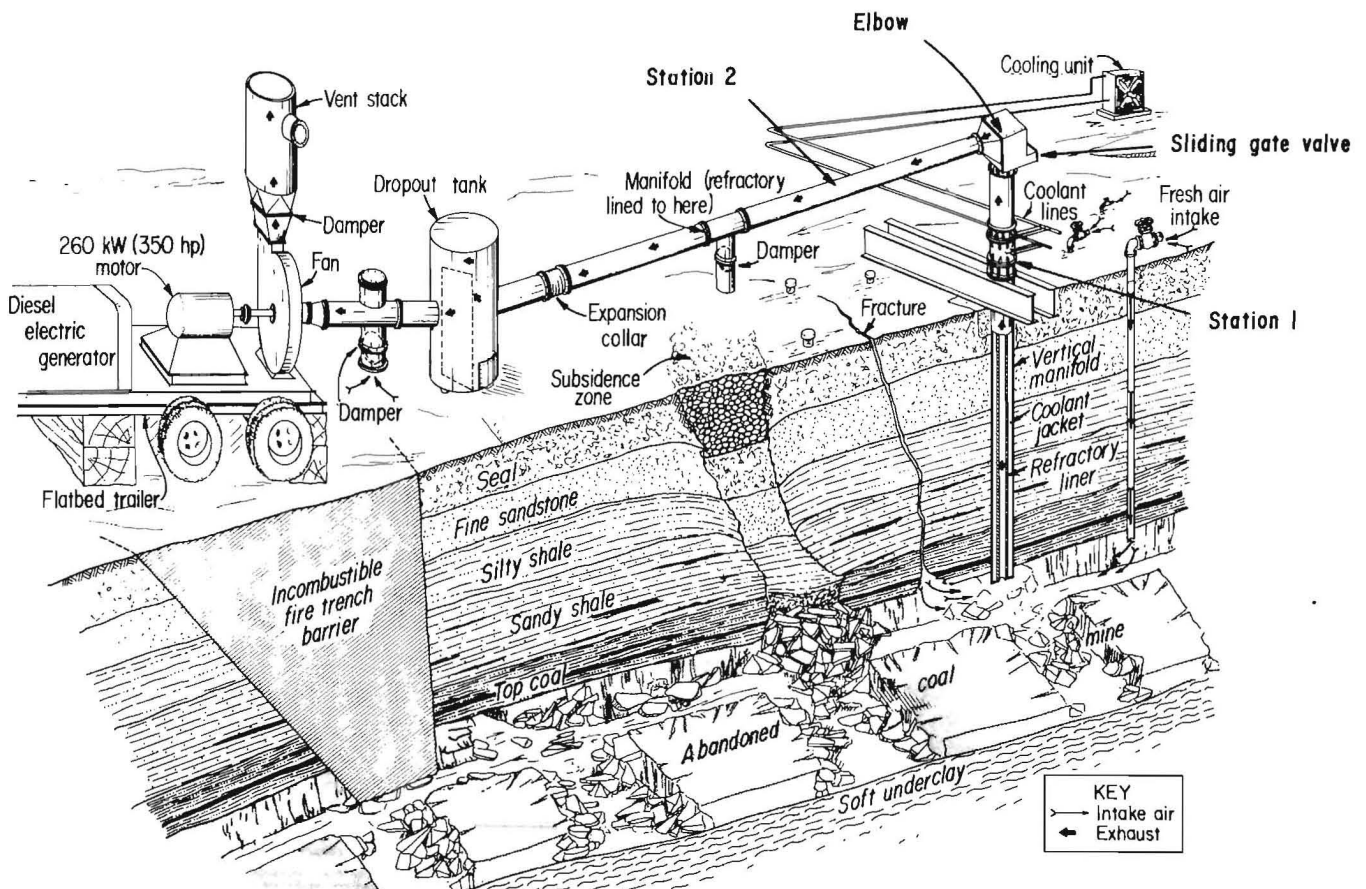 Elbow
Station 2
Cooling unit
Vent stack
Sliding gate valve
Dropout tank
Manifold (refractory
lined to here)
Coolant
lines
Fresh air
intake
Damper
260 kW (350 hp)
motor
Fan
Damper
Diesel
electric
generator
Expansion
collar
Fracture
Station 1
Subsidence
zone
Vertical
manifold
Damper
Coolant
jacket
Refractory
liner
Flatbed trailer
Seal
Fine sandstone
Silty shale
Sandy shale
Incombustible
fire trench
barrier
Top coal
Abandoned
coal
mine
Soft underclay
KEY
Intake air
Exhaust